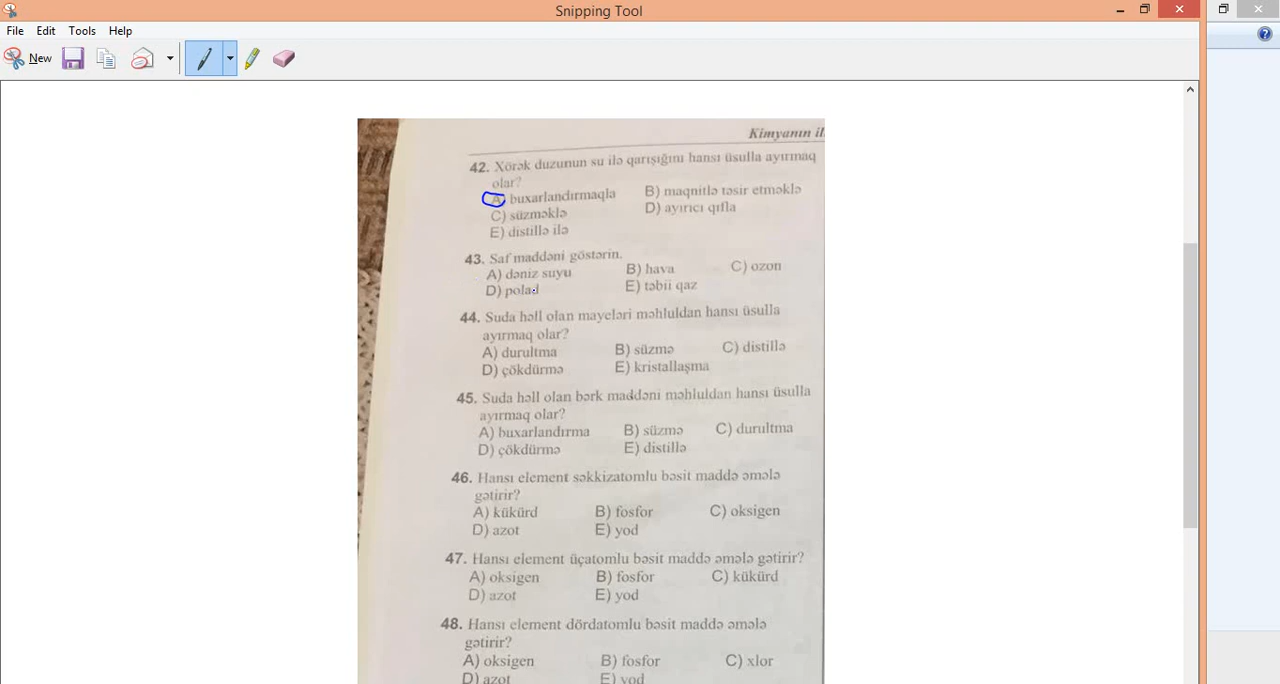 Snipping Tool
File Edit Tools Help
New
Kimyanın il
42. Xörək duzunun su ilə qarışığını hansı üsulla ayırmaq
olar?
A) buxarlandırmaqla B) maqnitlə təsir etməklə
C) süzməklə D) ayırıcı qıfla
E) distillə ilə
43. Saf maddəni göstərin.
A) dəniz suyu B) hava C) ozon
D) polad E) təbii qaz
44. Suda həll olan mayeləri məhluldan hansı üsulla
ayırmaq olar?
A) durultma B) süzmə C) distillə
D) çökdürmə E) kristallaşma
45. Suda həll olan bərk maddəni məhluldan hansı üsulla
ayırmaq olar?
A) buxarlandırma B) süzmə C) durultma
D) çökdürmə E) distillə
46. Hansı element səkkizatomlu bəsit maddə əmələ
gətirir?
A) kükürd B) fosfor C) oksigen
D) azot E) yod
47. Hansı element üçatomlu bəsit maddə əmələ gətirir?
A) oksigen B) fosfor C) kükürd
D) azot E) yod
48. Hansı element dördatomlu bəsit maddə əmələ
gətirir?
A) oksigen B) fosfor C) xlor
D) azot E) yod